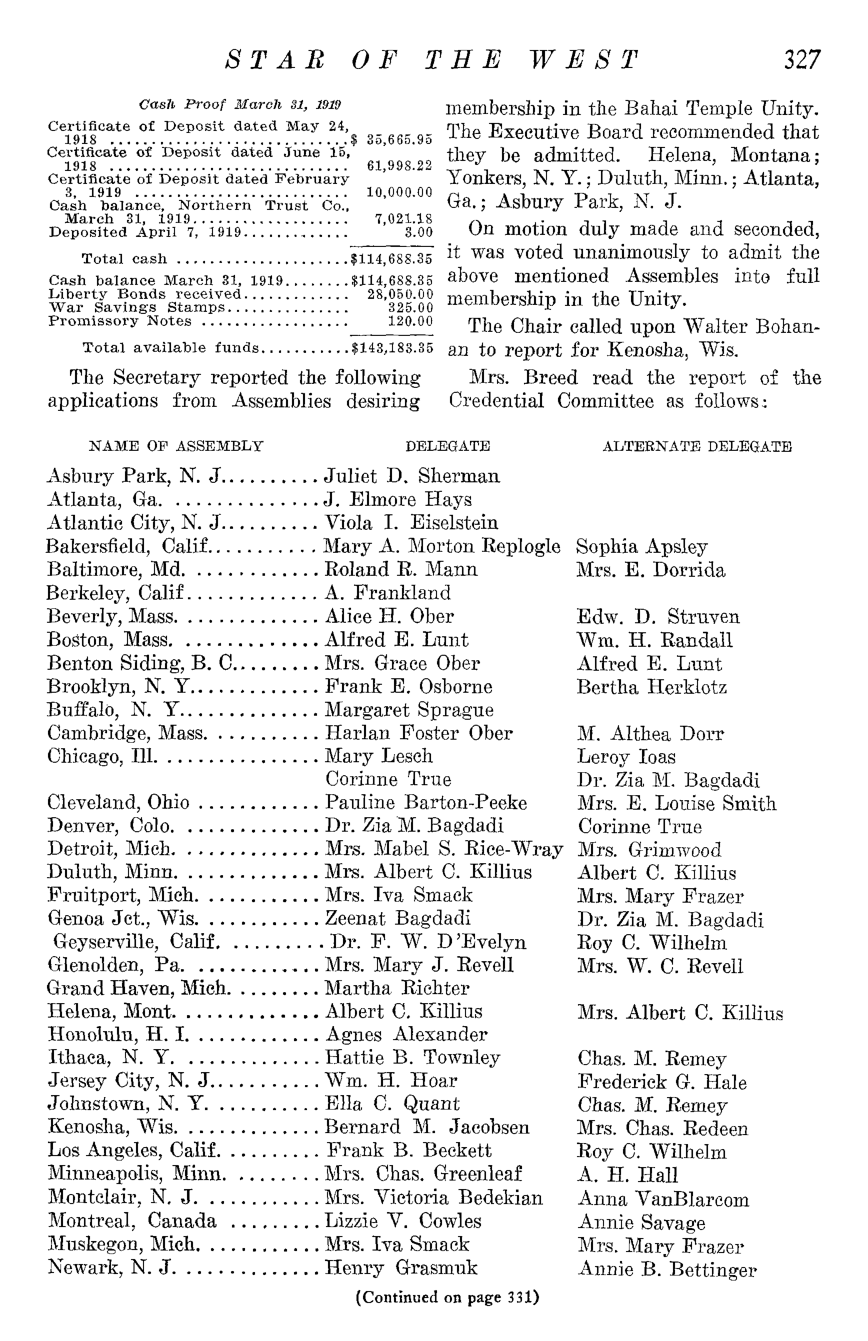 STAR OF THE WEST 327
Cash Proof March 31, 1919
Certificate of Deposit dated May 24,
1918 ............................$ 35,665.95
Certificate of Deposit dated June 15,
1918 ............................ 61,998.22
Certificate of Deposit dated February
3, 1919 ......................... 10,000.00
Cash balance, Northern Trust Co.,
March 31, 1919................... 7,021.18
Deposited April 7, 1919............. 3.00
Total cash ......................$114,688.35
Cash balance March 31, 1919........$114,688.35
Liberty Bonds received............. 28,050.00
War Savings Stamps............... 325.00
Promissory Notes ................. 120.00
Total available funds...........$143,183.35
The Secretary reported the following
applications from Assemblies desiring
membership in the Bahai Temple Unity.
The Executive Board recommended that
they be admitted. Helena, Montana;
Yonkers, N. Y.; Duluth, Minn.; Atlanta,
Ga.; Asbury Park, N. J.
On motion duly made and seconded,
it was voted unanimously to admit the
above mentioned Assembles into full
membership in the Unity.
The Chair called upon Walter Bohan-
an to report for Kenosha, Wis.
Mrs. Breed read the report of the
Credential Committee as follows:
NAME OF ASSEMBLY DELEGATE ALTERNATE DELEGATE
Asbury Park, N. J.......... Juliet D. Sherman
Atlanta, Ga. ...............J. Elmore Hays
Atlantic City, N. J.......... Viola I. Eiselstein
Bakersfield, Calif........... Mary A. Morton Replogle Sophia Apsley
Baltimore, Md. ............ Roland R. Mann Mrs. E. Dorrida
Berkeley, Calif............. A. Frankland
Beverly, Mass. ............. Alice H. Ober Edw. D. Struven
Boston, Mass. ............. Alfred E. Lunt Wm. H. Randall
Benton Siding, B. C......... Mrs. Grace Ober Alfred E. Lunt
Brooklyn, N. Y............. Frank E. Osborne Bertha Herklotz
Buffalo, N. Y.............. Margaret Sprague
Cambridge, Mass. .......... Harlan Foster Ober M. Althea Dorr
Chicago, Ill. ............... Mary Lesch Leroy Ioas
Corinne True Dr. Zia M. Bagdadi
Cleveland, Ohio ............ Pauline Barton-Peeke Mrs. E. Louise Smith
Denver, Colo. ............. Dr. Zia M. Bagdadi Corinne True
Detroit, Mich. ............. Mrs. Mabel S. Rice-Wray Mrs. Grimwood
Duluth, Minn. ............. Mrs. Albert C. Killius Albert C. Killius
Fruitport, Mich. ........... Mrs. Iva Smack Mrs. Mary Frazer
Genoa Jct., Wis. ........... Zeenat Bagdadi Dr. Zia M. Bagdadi
Geyserville, Calif. ......... Dr. F. W. D'Evelyn Roy C. Wilhelm
Glenolden, Pa. ............ Mrs. Mary J. Revell Mrs. W. C. Revell
Grand Haven, Mich. ........ Martha Richter
Helena, Mont. ............. Albert C. Killius Mrs. Albert C. Killius
Honolulu, H. I. ............ Agnes Alexander
Ithaca, N. Y. ............. Hattie B. Townley Chas. M. Remey
Jersey City, N. J........... Wm. H. Hoar Frederick G. Hale
Johnstown, N. Y. .......... Ella C. Quant Chas. M. Remey
Kenosha, Wis. ............. Bernard M. Jacobsen Mrs. Chas. Redeen
Los Angeles, Calif. ......... Frank B. Beckett Roy C. Wilhelm
Minneapolis, Minn. ........ Mrs. Chas. Greenleaf A. H. Hall
Montclair, N. J. ........... Mrs. Victoria Bedekian Anna VanBlarcom
Montreal, Canada ......... Lizzie V. Cowles Annie Savage
Muskegon, Mich. ........... Mrs. Iva Smack Mrs. Mary Frazer
Newark, N. J. .............. Henry Grasmuk Annie B. Bettinger
(Continued on page 331)